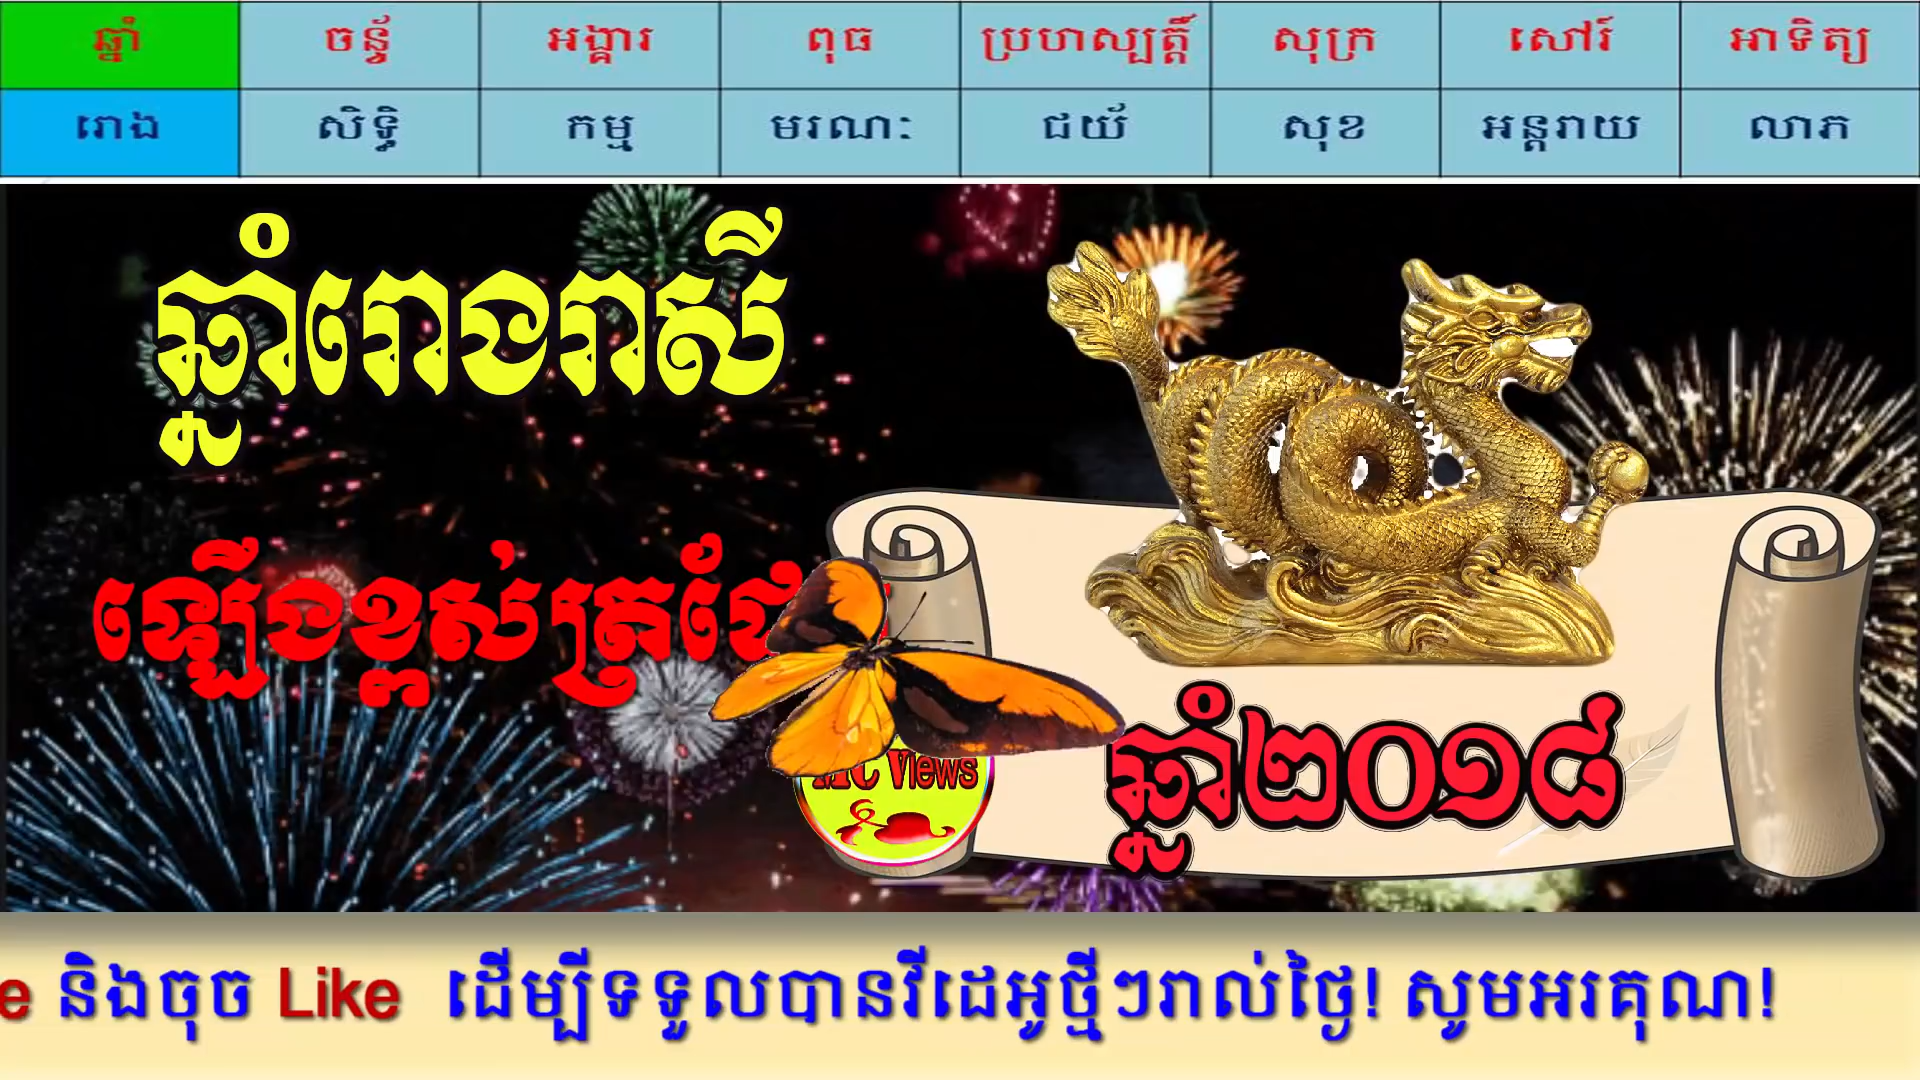 ឆ្នាំ ចន្ទ័ អង្គារ ពុធ ប្រហស្បត្តិ៍ សុក្រ សៅរ៍ អាទិត្យ
រោង សិទ្ធិ កម្ម មរណៈ ជយ័ សុខ អន្តរាយ លាភ
ឆ្នាំរោងរាសី
ឡើងខ្ពស់ត្រដែ
MC Views
ឆ្នាំ២០១៨
e និងចុច Like ដើម្បីទទួលបានវីដេអូថ្មីៗរាល់ថ្ងៃ! សូមអរគុណ!